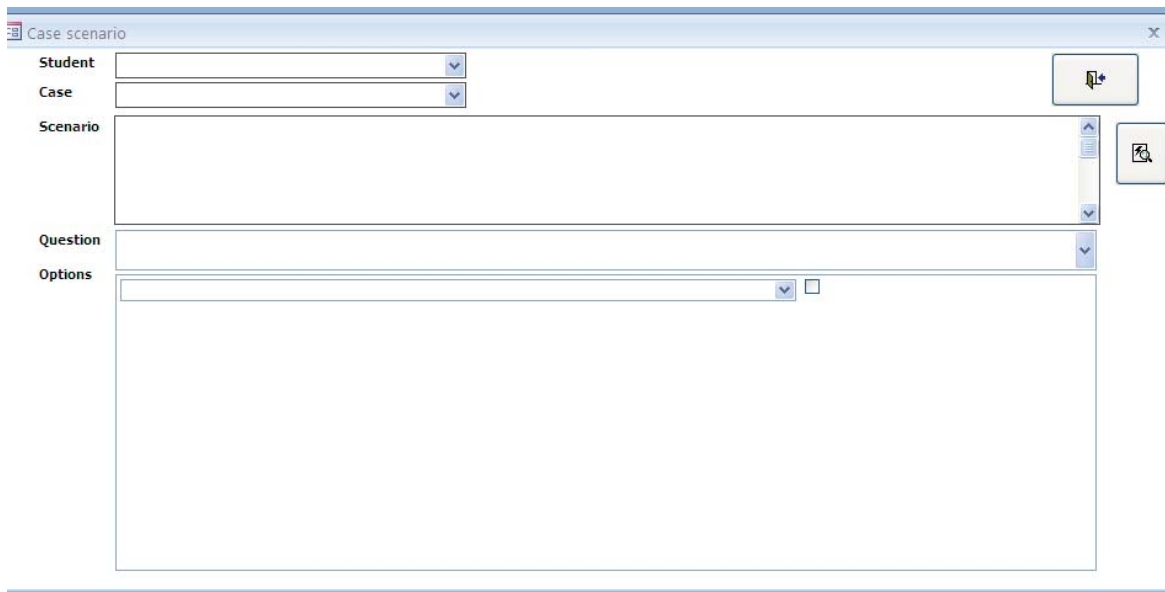 Case scenario
Student
Case
Scenario
Question
Options